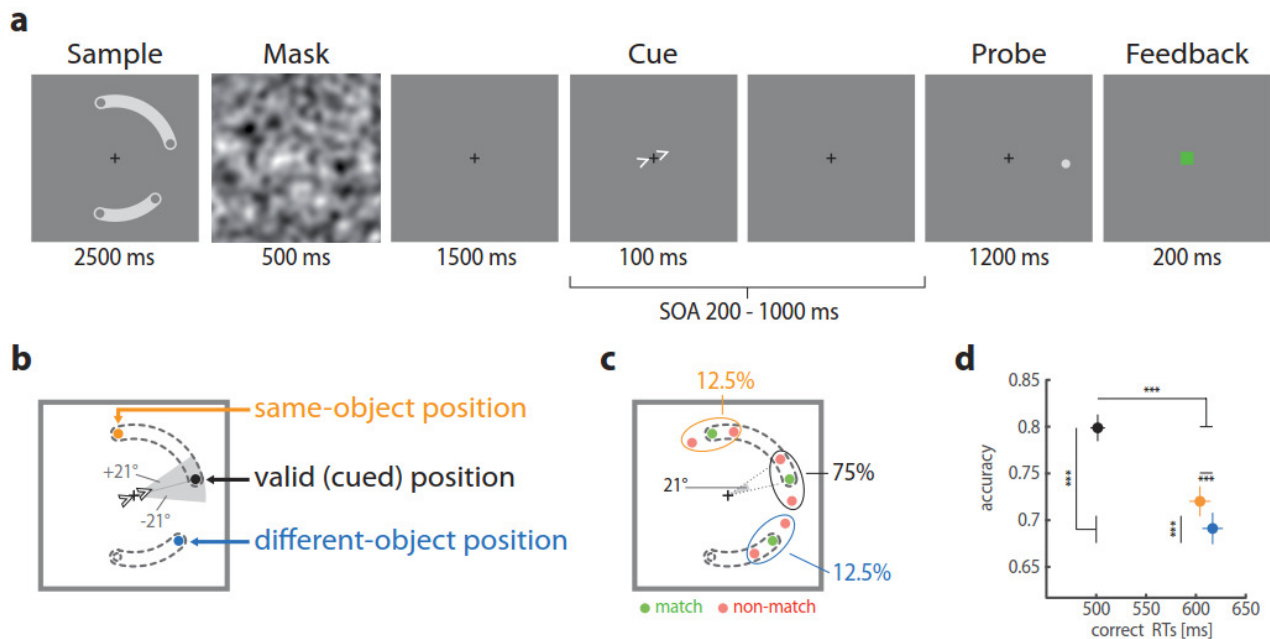 a
Sample Mask Cue Probe Feedback
2500 ms 500 ms 1500 ms 100 ms 1200 ms 200 ms
SOA 200 - 1000 ms
b
same-object position
valid (cued) position
different-object position
+21°
-21°
c
12.5%
75%
21°
12.5%
match non-match
d
accuracy
0.85
0.8
0.75
0.7
0.65
***
***
***
***
500 550 600 650
correct RTs [ms]